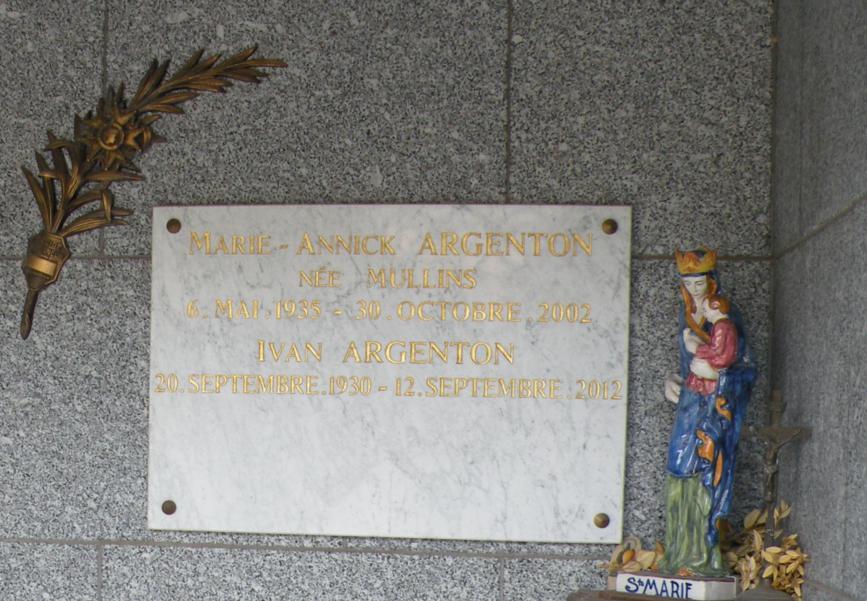 MARIE - ANNICK ARGENTON
NÉE MULLINS
6. MAI. 1935 - 30. OCTOBRE. 2002
IVAN ARGENTON
20. SEPTEMBRE. 1930 - 12. SEPTEMBRE. 2012
Ste MARIE